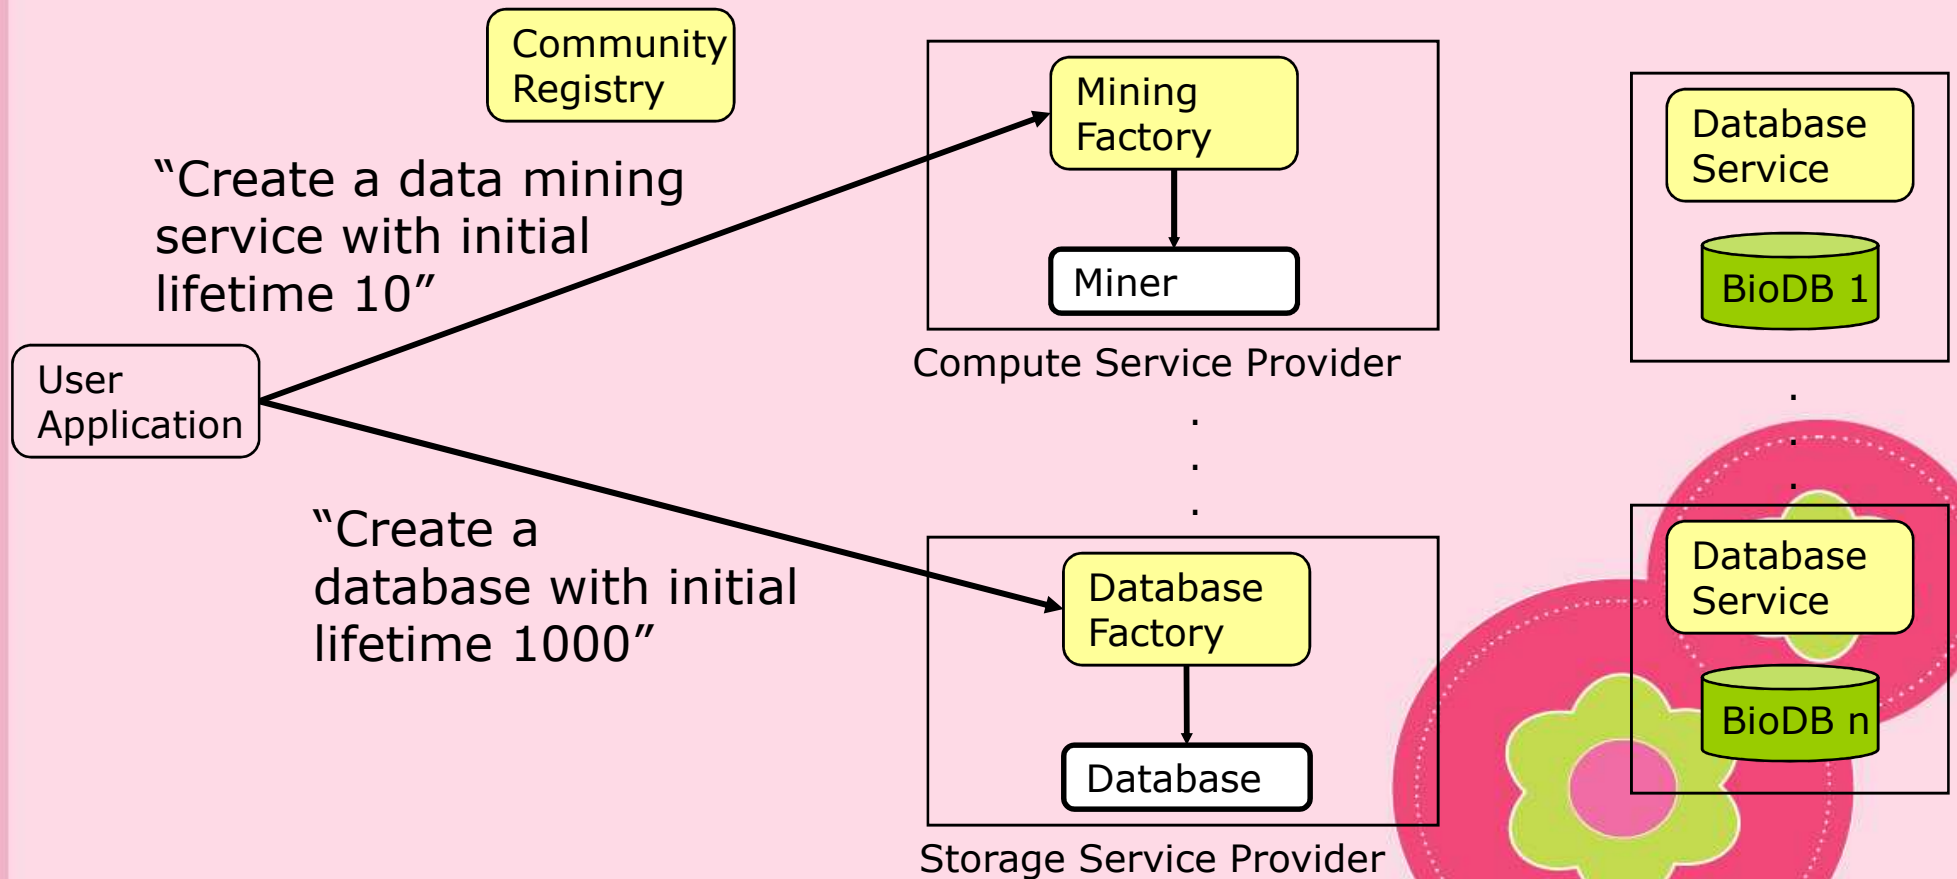 Community
Registry
Mining
Factory
Database
Service
“Create a data mining
service with initial
lifetime 10”
Miner
BioDB 1
Compute Service Provider
User
Application
.
.
.
.
.
.
“Create a
database with initial
lifetime 1000”
Database
Factory
Database
Service
BioDB n
Database
Storage Service Provider